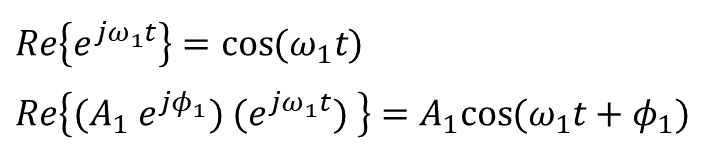 Re{e^{jω₁t}} = cos(ω₁t)
Re{(A₁ e^{jϕ₁}) (e^{jω₁t}) } = A₁cos(ω₁t + ϕ₁)